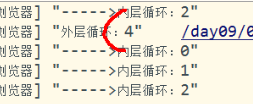 浏览器] "----->内层循环：2"
浏览器] "外层循环：4" /day09/0
浏览器] "----->内层循环：0"
浏览器] "----->内层循环：1"
浏览器] "----->内层循环：2"